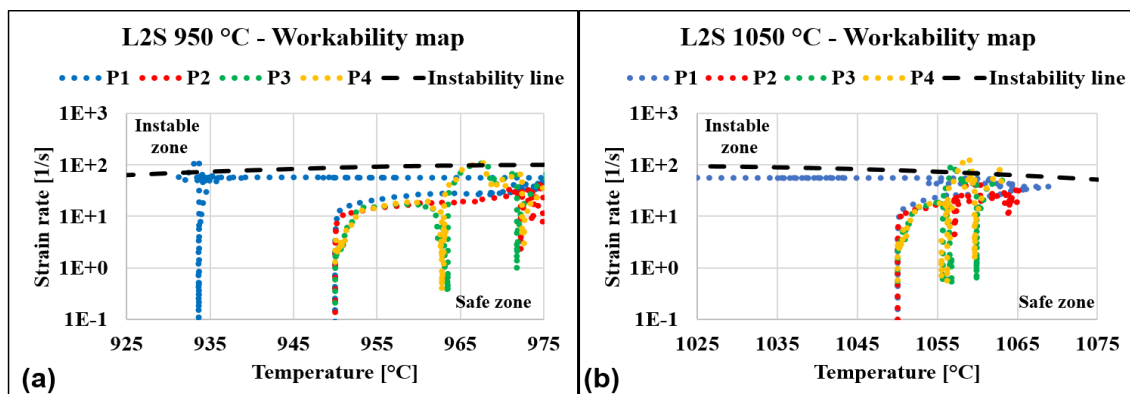 L2S 950 °C - Workability map
P1 P2 P3 P4 Instability line
Strain rate [1/s]
1E+3
1E+2
1E+1
1E+0
1E-1
Instable
zone
Safe zone
925 935 945 955 965 975
Temperature [°C]
(a)
L2S 1050 °C - Workability map
P1 P2 P3 P4 Instability line
Strain rate [1/s]
1E+3
1E+2
1E+1
1E+0
1E-1
Instable
zone
Safe zone
1025 1035 1045 1055 1065 1075
Temperature [°C]
(b)